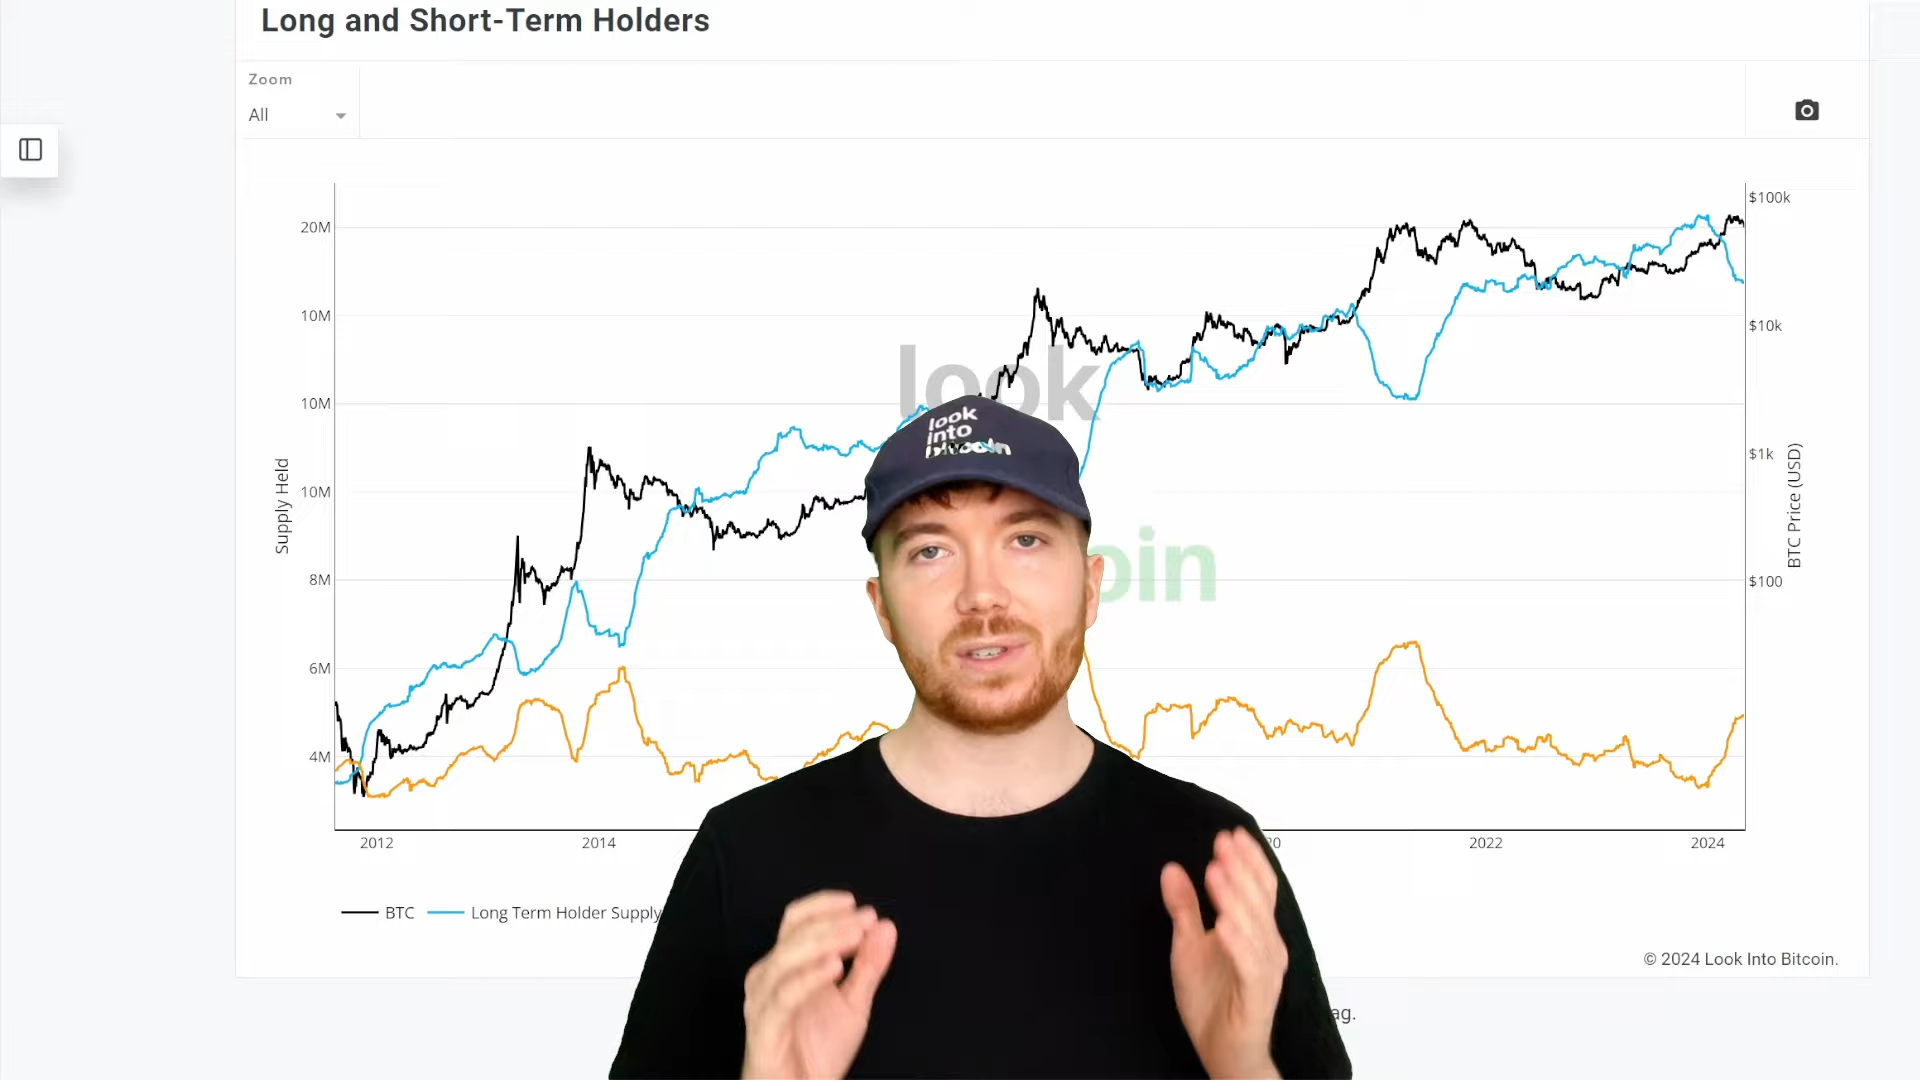 Long and Short-Term Holders
Zoom
All
$100k
20M
10M
$10k
look
10M
look
into
bitcoin
Supply Held
$1k
BTC Price (USD)
10M
8M
$100
6M
4M
2012
2014
2022
2024
BTC
Long Term Holder Supply
© 2024 Look Into Bitcoin.